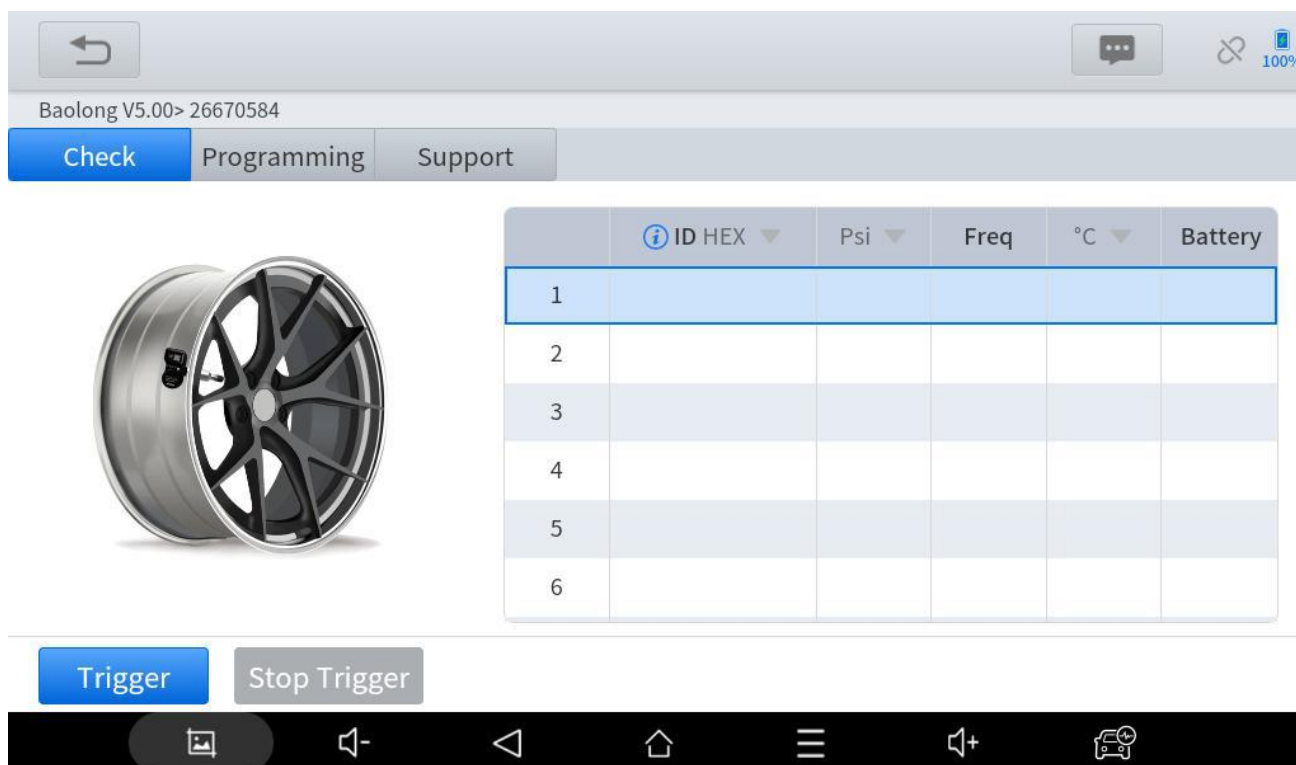 100%
Baolong V5.00> 26670584
Check Programming Support
i ID HEX Psi Freq °C Battery
1
2
3
4
5
6
Trigger Stop Trigger